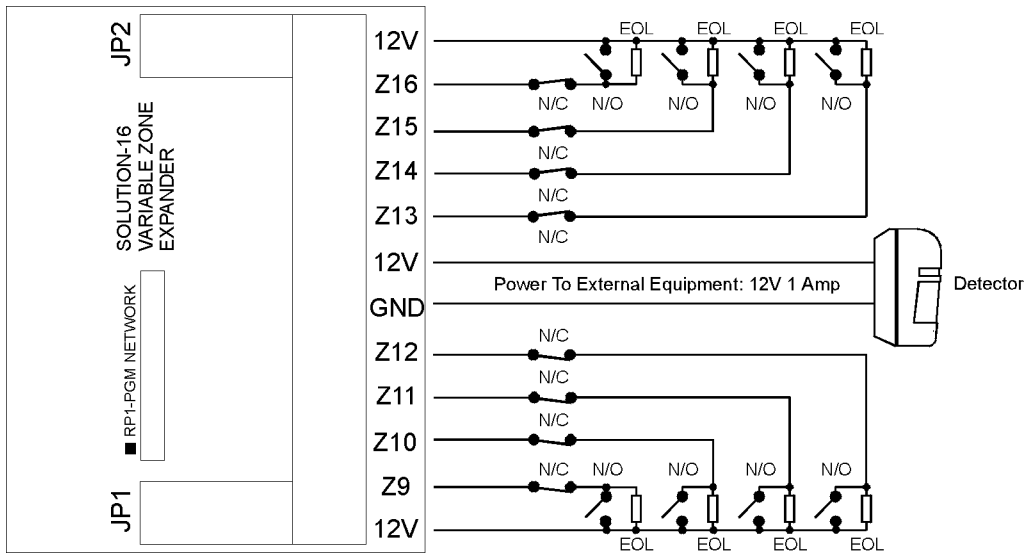 JP2
SOLUTION-16
VARIABLE ZONE
EXPANDER
RP1-PGM NETWORK
JP1
12V
Z16
Z15
Z14
Z13
12V
GND
Z12
Z11
Z10
Z9
12V
EOL EOL EOL EOL
N/C N/O N/O N/O N/O
N/C
N/C
N/C
Power To External Equipment: 12V 1 Amp
Detector
N/C
N/C
N/C
N/C N/O N/O N/O N/O
EOL EOL EOL EOL